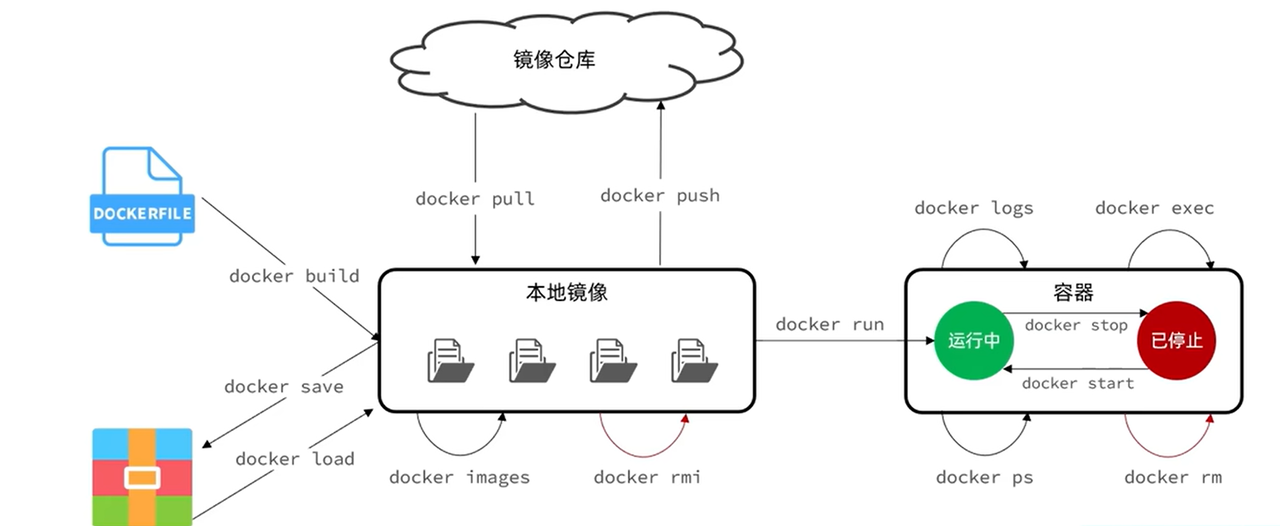 镜像仓库
docker pull
docker push
DOCKERFILE
docker build
docker logs
docker exec
本地镜像
容器
docker run
运行中
docker stop
已停止
docker start
docker save
docker load
docker images
docker rmi
docker ps
docker rm